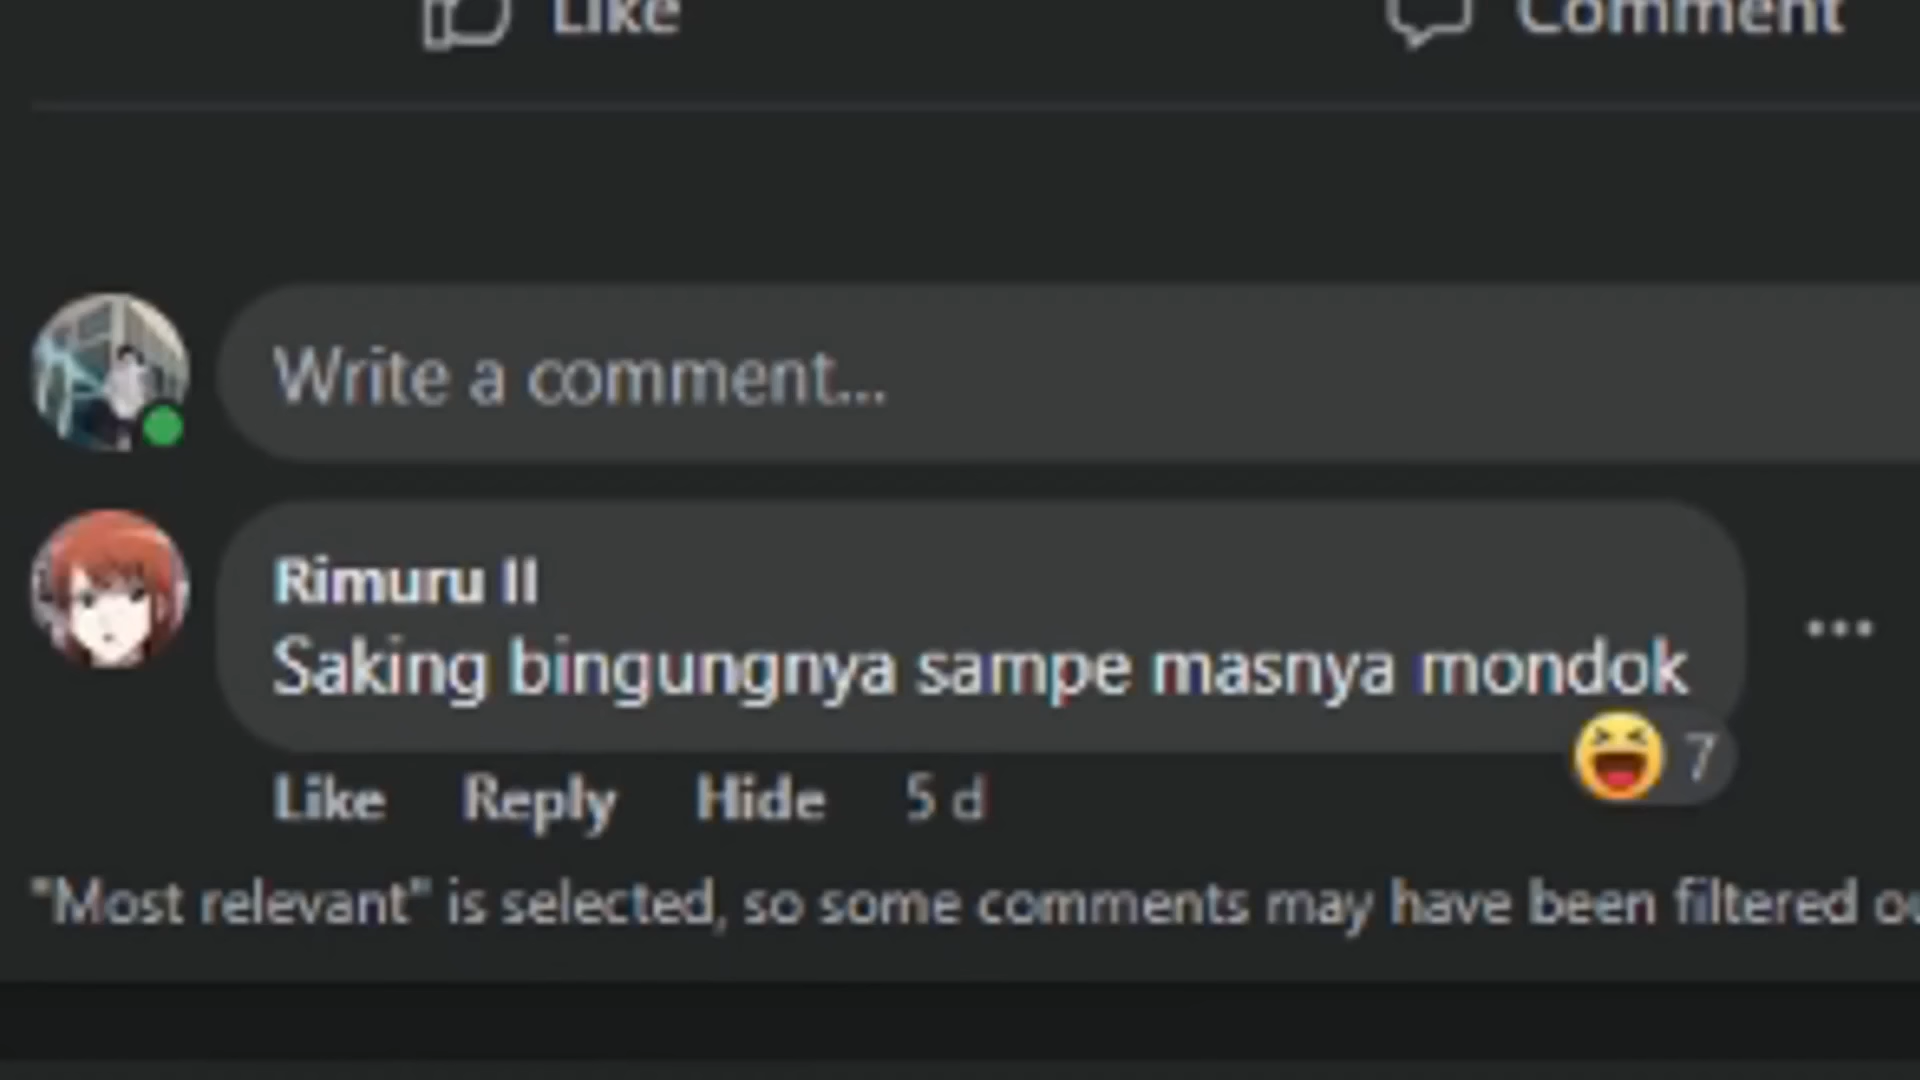 Like
Comment
Write a comment...
Rimuru II
Saking bingungnya sampe masnya mondok
7
Like Reply Hide 5 d
"Most relevant" is selected, so some comments may have been filtered